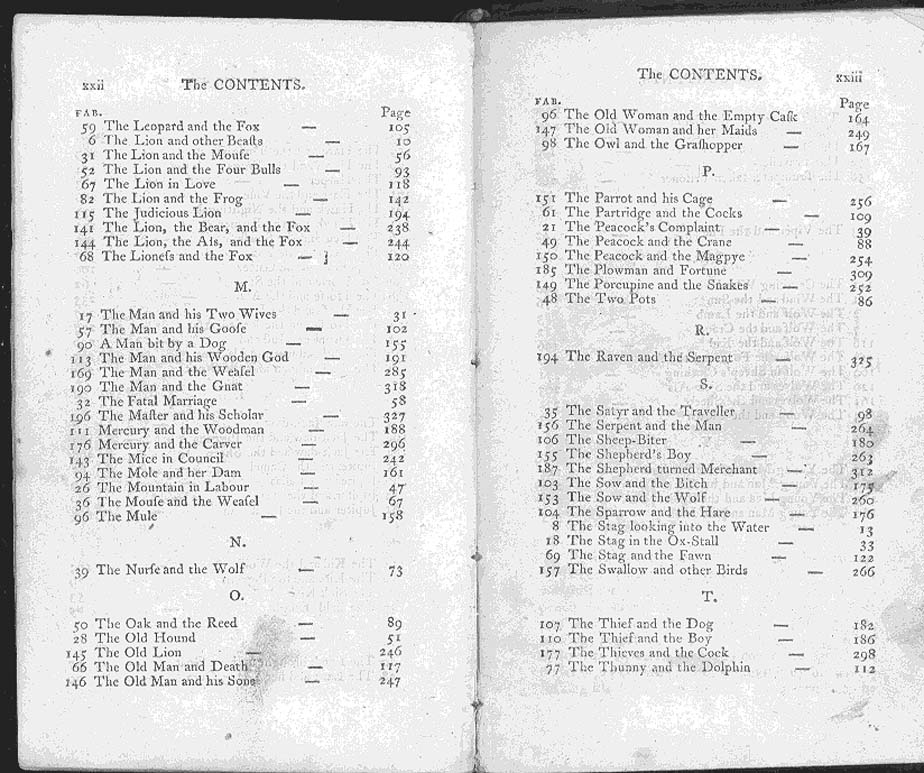 xxii The CONTENTS.
FAB. Page
59 The Leopard and the Fox — 105
6 The Lion and other Beaſts — 10
31 The Lion and the Mouſe — 56
52 The Lion and the Four Bulls — 93
67 The Lion in Love — 118
82 The Lion and the Frog — 142
115 The Judicious Lion — 194
141 The Lion, the Bear, and the Fox — 238
144 The Lion, the Aſs, and the Fox — 244
68 The Lioneſs and the Fox — 120
M.
17 The Man and his Two Wives — 31
57 The Man and his Gooſe — 102
90 A Man bit by a Dog — 155
113 The Man and his Wooden God — 191
169 The Man and the Weaſel — 285
190 The Man and the Gnat — 318
32 The Fatal Marriage — 58
196 The Maſter and his Scholar — 327
111 Mercury and the Woodman — 188
176 Mercury and the Carver — 296
143 The Mice in Council — 242
94 The Mole and her Dam — 161
26 The Mountain in Labour — 47
36 The Mouſe and the Weaſel — 67
96 The Mule — 158
N.
39 The Nurſe and the Wolf — 73
O.
50 The Oak and the Reed — 89
28 The Old Hound — 51
145 The Old Lion — 246
66 The Old Man and Death — 117
146 The Old Man and his Sons — 247
The CONTENTS. xxiii
FAB. Page
96 The Old Woman and the Empty Caſk 164
147 The Old Woman and her Maids — 249
98 The Owl and the Graſhopper — 167
P.
151 The Parrot and his Cage — 256
61 The Partridge and the Cocks — 109
21 The Peacock's Complaint — 39
49 The Peacock and the Crane — 88
150 The Peacock and the Magpye — 254
185 The Plowman and Fortune — 309
149 The Porcupine and the Snakes — 252
48 The Two Pots — 86
R.
194 The Raven and the Serpent — 325
S.
35 The Satyr and the Traveller — 98
156 The Serpent and the Man — 264
106 The Sheep-Biter — 180
155 The Shepherd's Boy — 263
187 The Shepherd turned Merchant — 312
103 The Sow and the Bitch — 175
153 The Sow and the Wolf — 260
104 The Sparrow and the Hare — 176
8 The Stag looking into the Water — 13
18 The Stag in the Ox-Stall — 33
69 The Stag and the Fawn — 122
157 The Swallow and other Birds — 266
T.
107 The Thief and the Dog — 182
110 The Thief and the Boy — 186
177 The Thieves and the Cock — 298
77 The Thunny and the Dolphin — 112